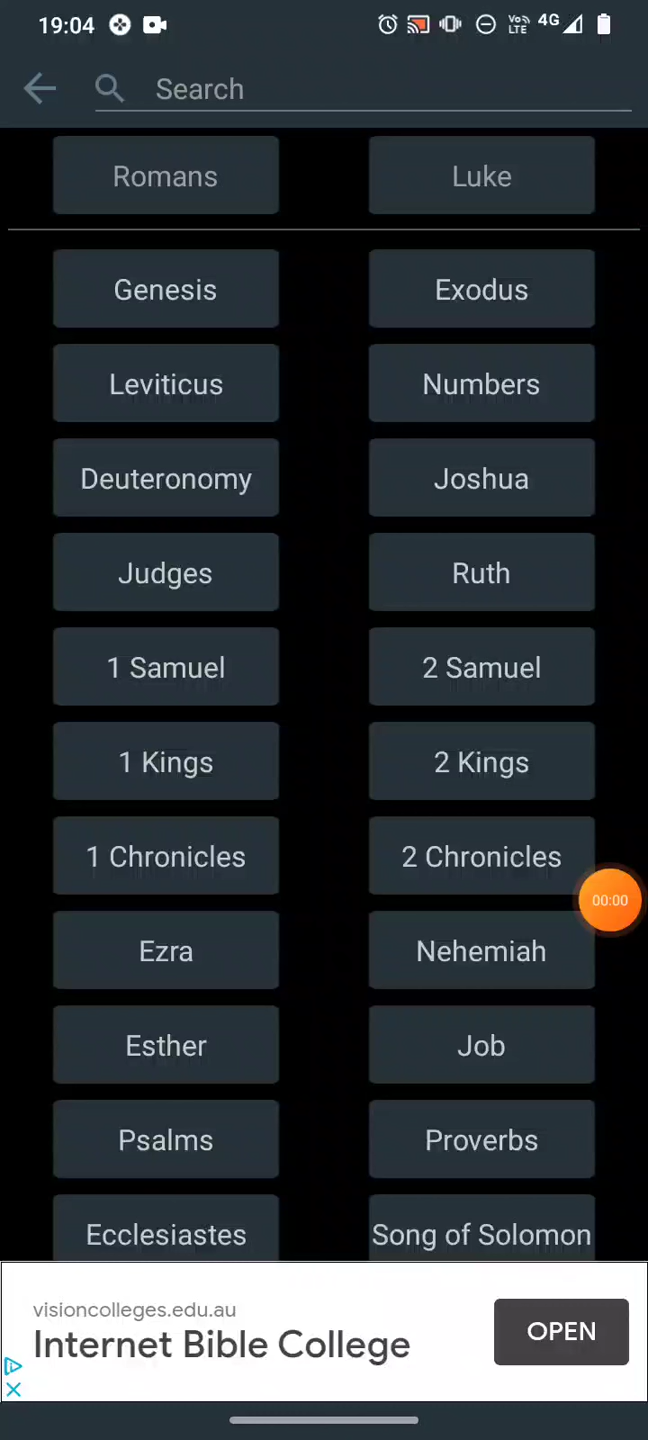 19:04 Vo) LTE 4G
Search
Romans Luke
Genesis Exodus
Leviticus Numbers
Deuteronomy Joshua
Judges Ruth
1 Samuel 2 Samuel
1 Kings 2 Kings
1 Chronicles 2 Chronicles
00:00
Ezra Nehemiah
Esther Job
Psalms Proverbs
Ecclesiastes Song of Solomon
visioncolleges.edu.au
Internet Bible College OPEN